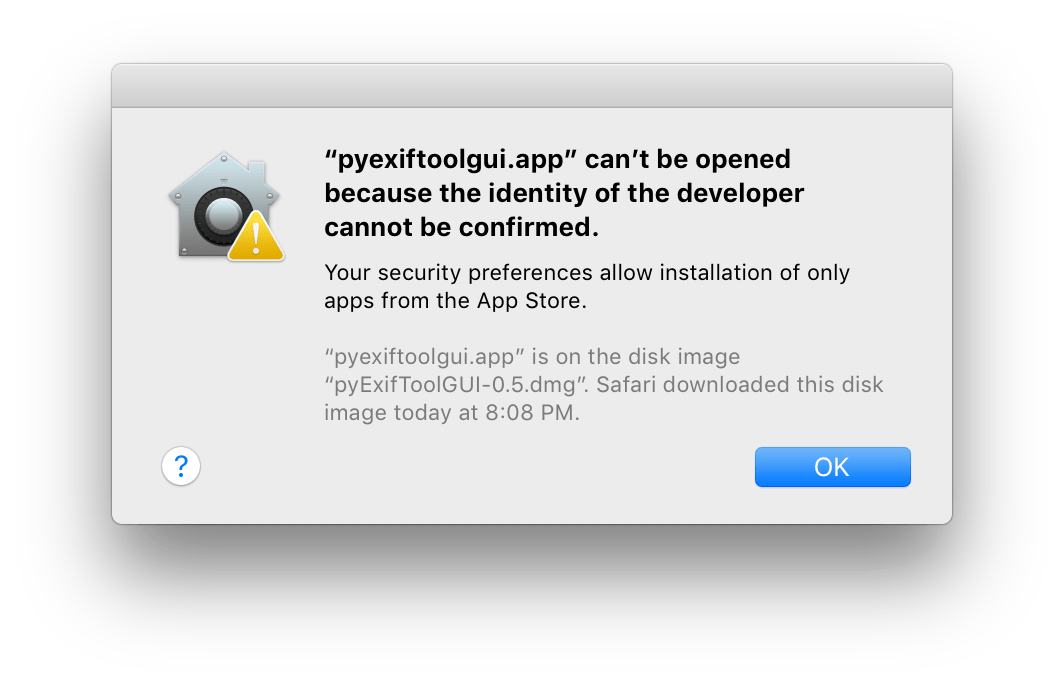 “pyexiftoolgui.app” can’t be opened
because the identity of the developer
cannot be confirmed.
Your security preferences allow installation of only
apps from the App Store.
“pyexiftoolgui.app” is on the disk image
“pyExifToolGUI-0.5.dmg”. Safari downloaded this disk
image today at 8:08 PM.
?
OK